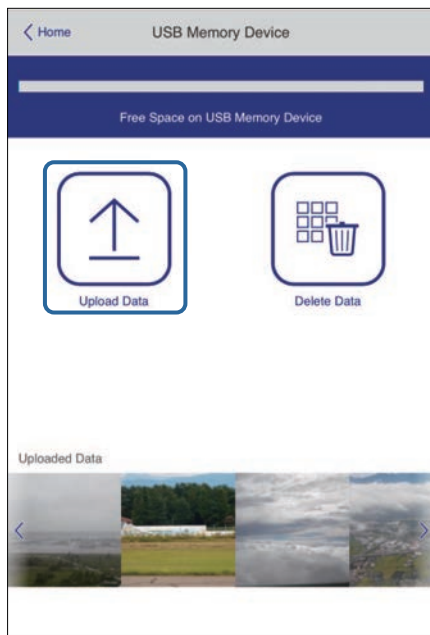 Home
USB Memory Device
Free Space on USB Memory Device
Upload Data
Delete Data
Uploaded Data